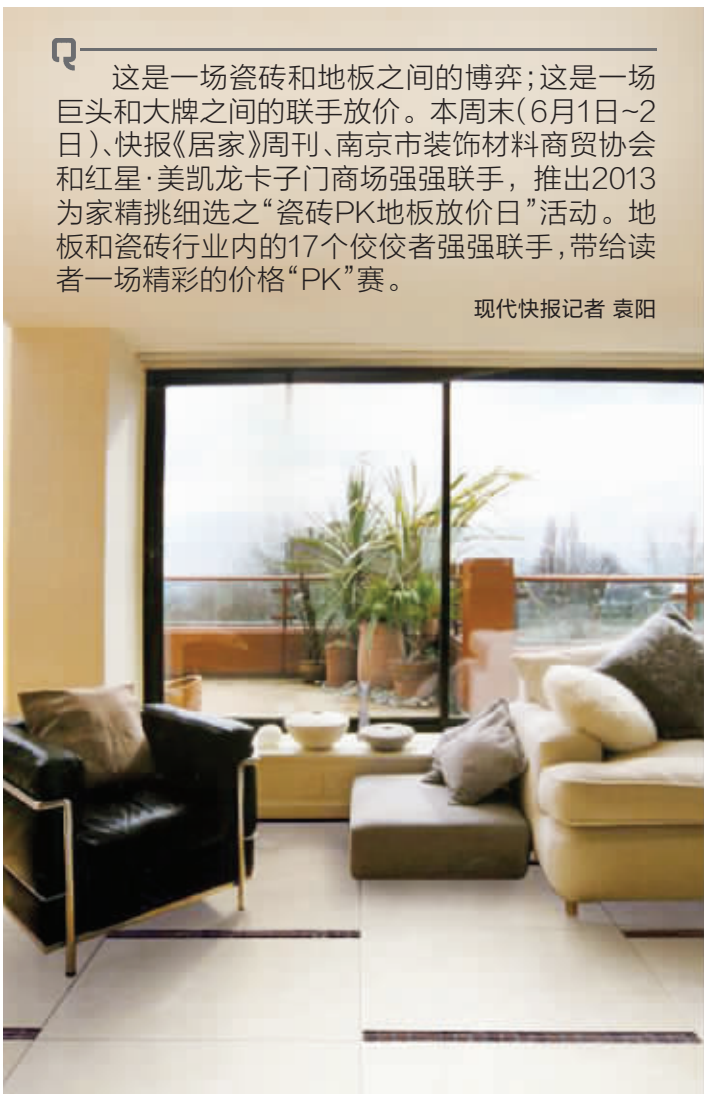 这是一场瓷砖和地板之间的博弈;这是一场
巨头和大牌之间的联手放价。本周末(6月1日~2
日)、快报《居家》周刊、南京市装饰材料商贸协会
和红星·美凯龙卡子门商场强强联手，推出2013
为家精挑细选之“瓷砖PK地板放价日”活动。地
板和瓷砖行业内的17个佼佼者强强联手,带给读
者一场精彩的价格“PK”赛。
现代快报记者 袁阳